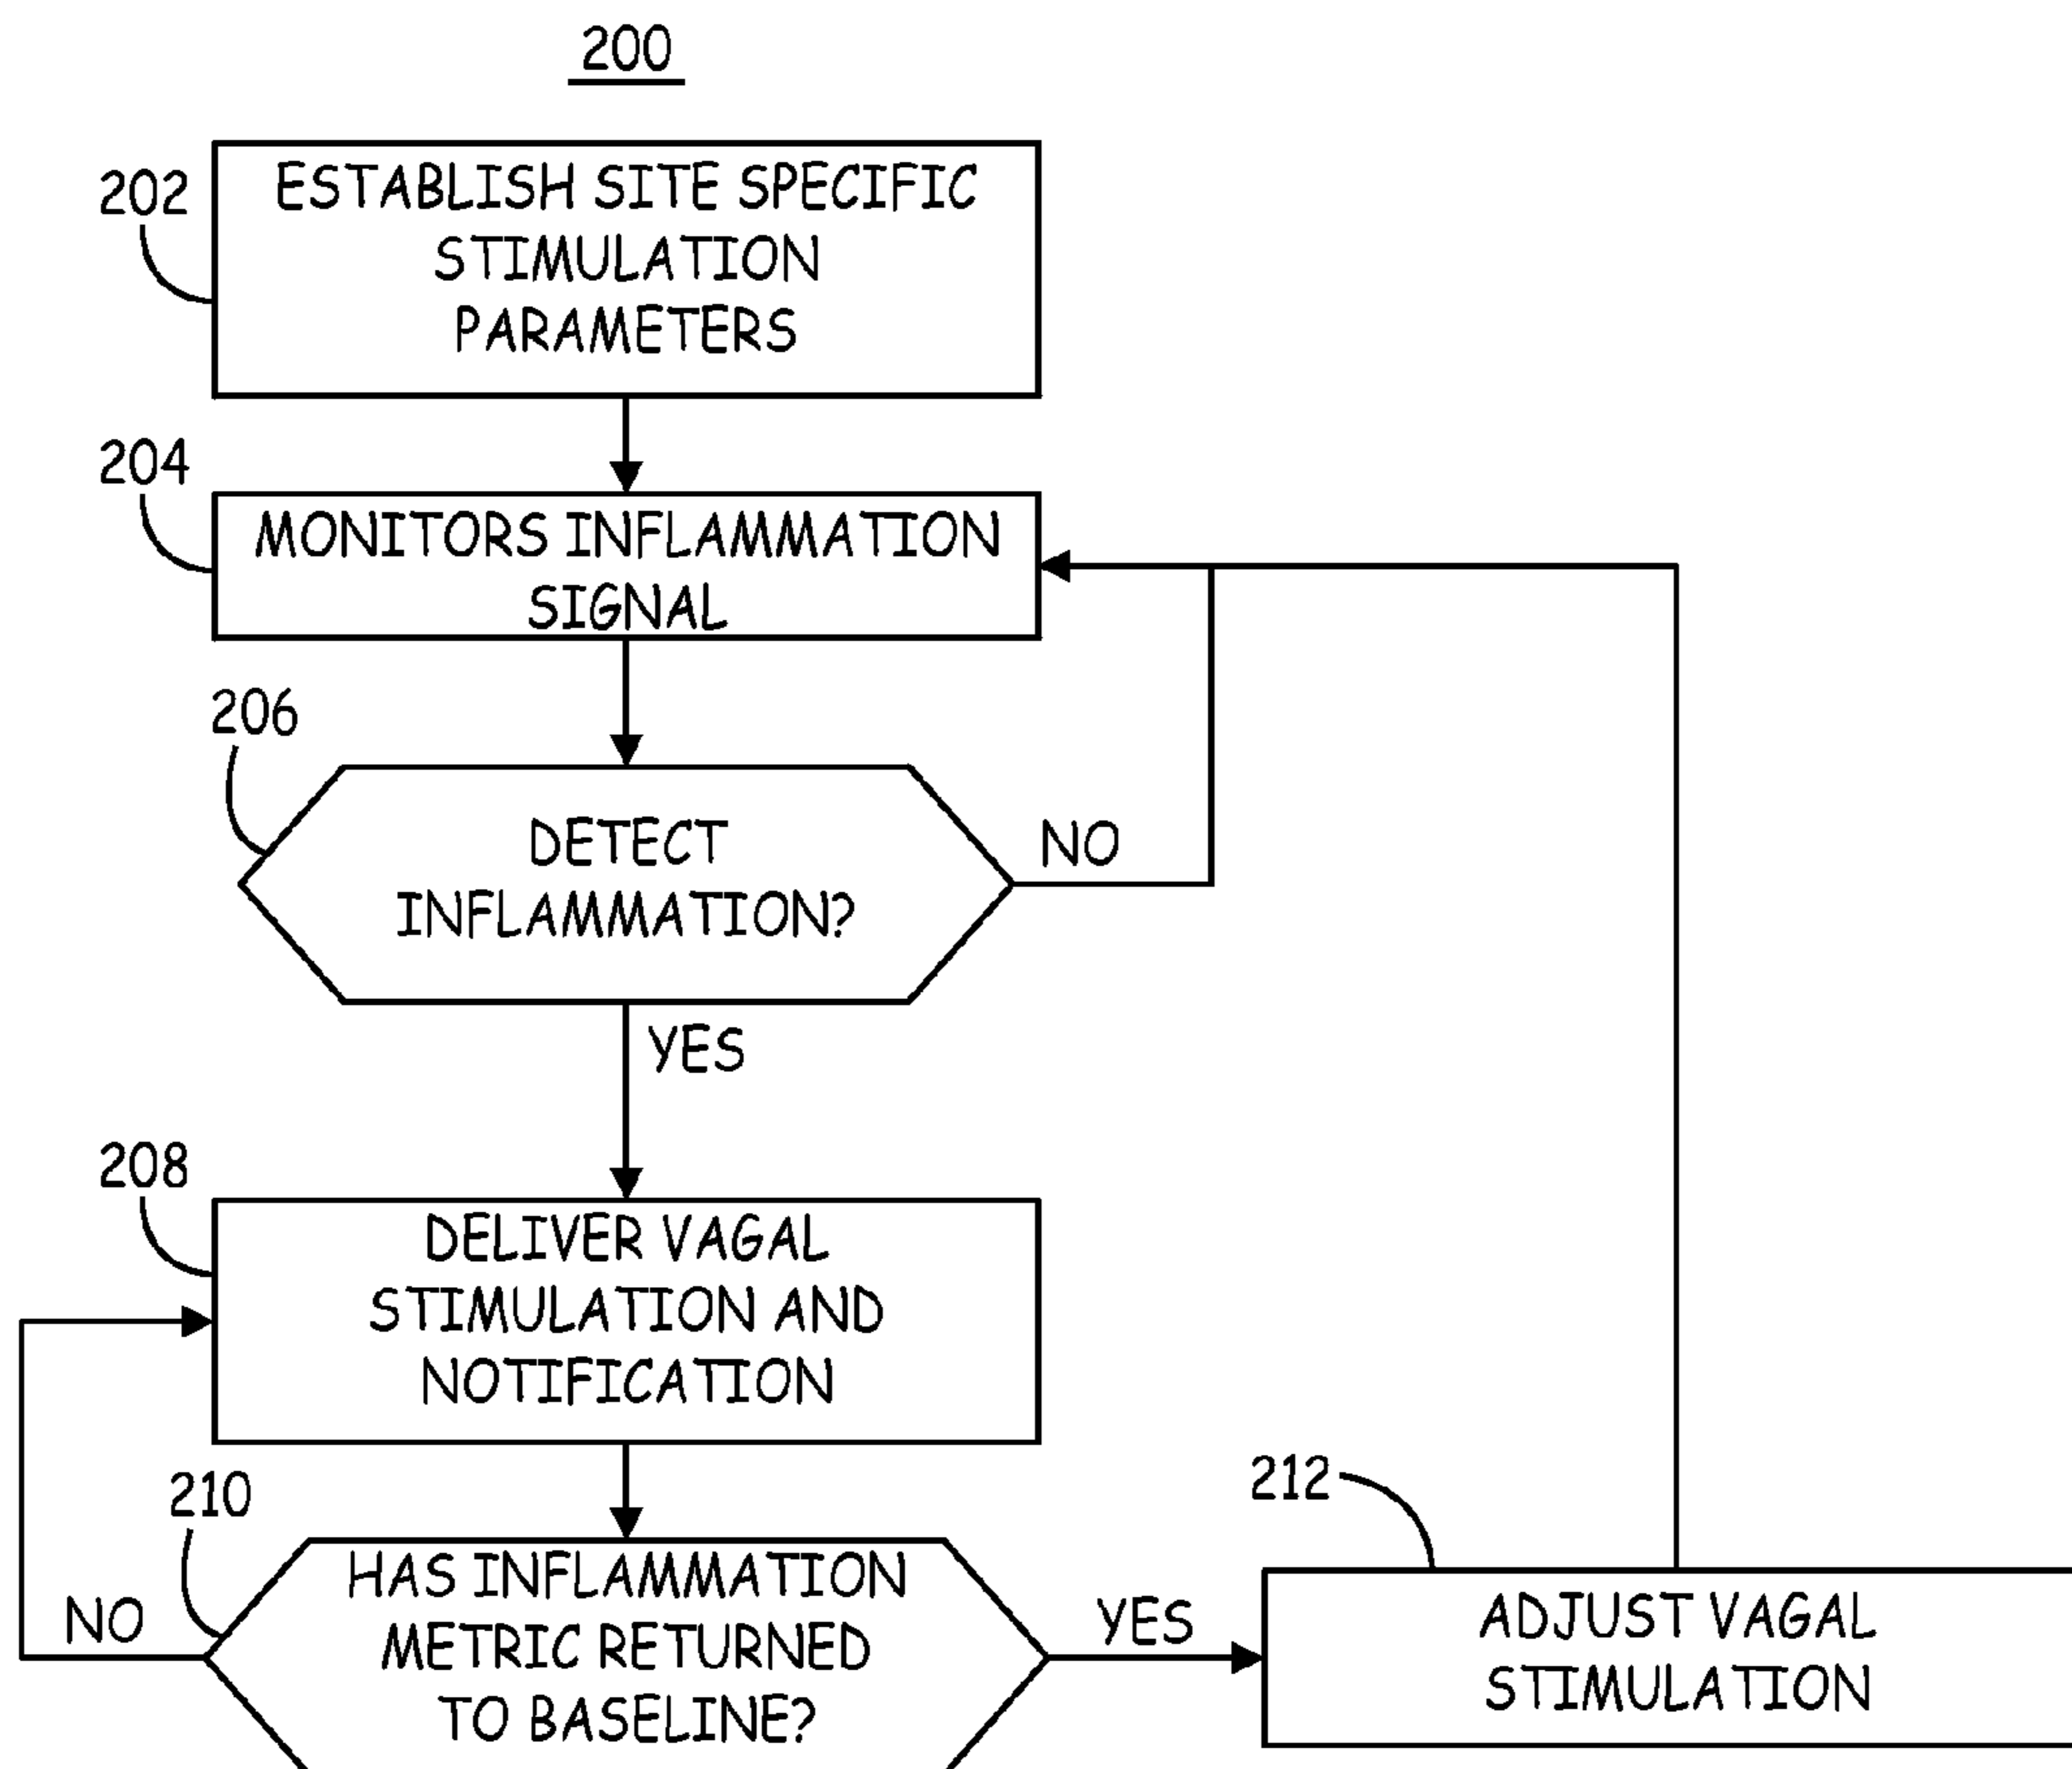 200
202
ESTABLISH SITE SPECIFIC
STIMULATION
PARAMETERS
204
MONITORS INFLAMMATION
SIGNAL
206
DETECT
INFLAMMATION?
NO
YES
208
DELIVER VAGAL
STIMULATION AND
NOTIFICATION
210
HAS INFLAMMATION
METRIC RETURNED
TO BASELINE?
NO
YES
212
ADJUST VAGAL
STIMULATION